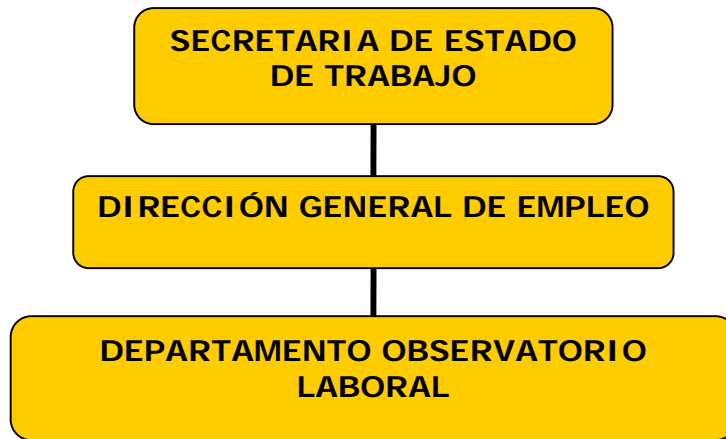 SECRETARIA DE ESTADO
DE TRABAJO
DIRECCIÓN GENERAL DE EMPLEO
DEPARTAMENTO OBSERVATORIO
LABORAL